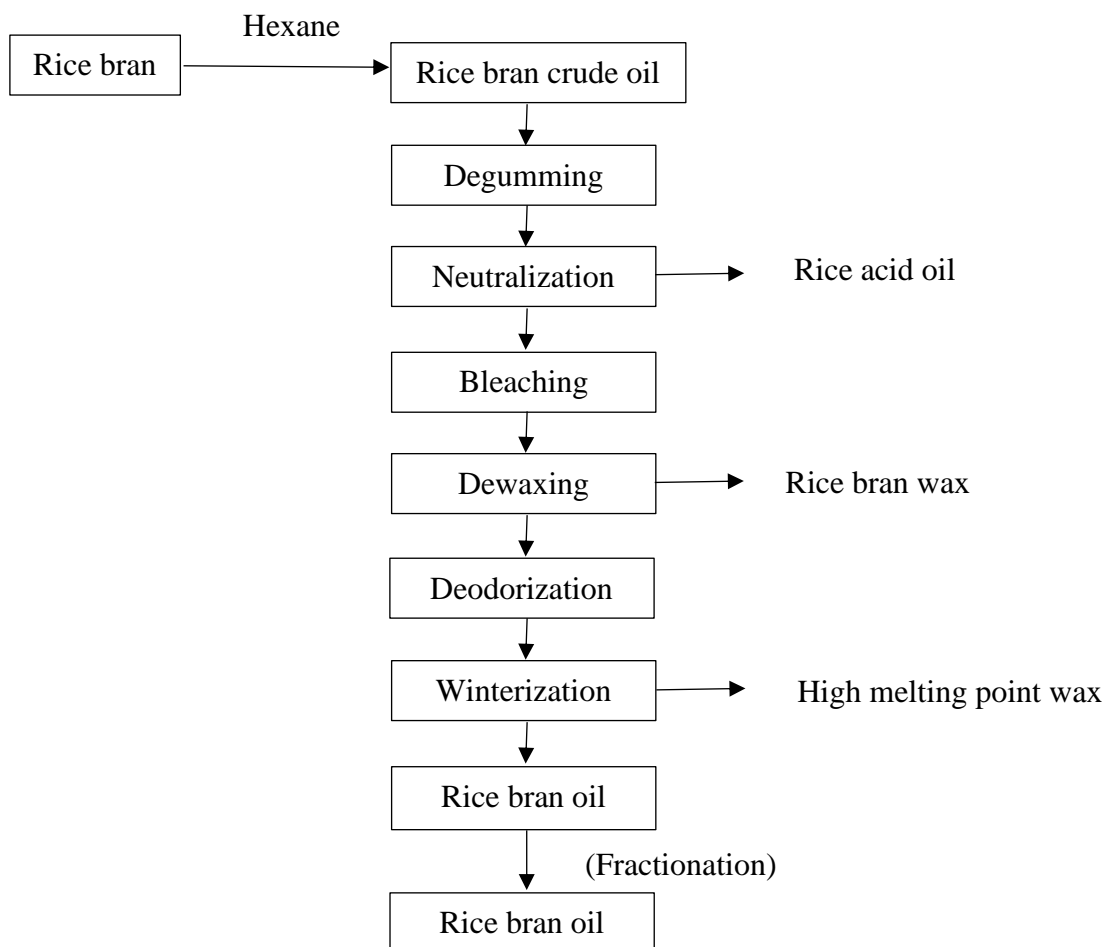 Hexane
Rice bran
Rice bran crude oil
Degumming
Neutralization
Rice acid oil
Bleaching
Dewaxing
Rice bran wax
Deodorization
Winterization
High melting point wax
Rice bran oil
(Fractionation)
Rice bran oil